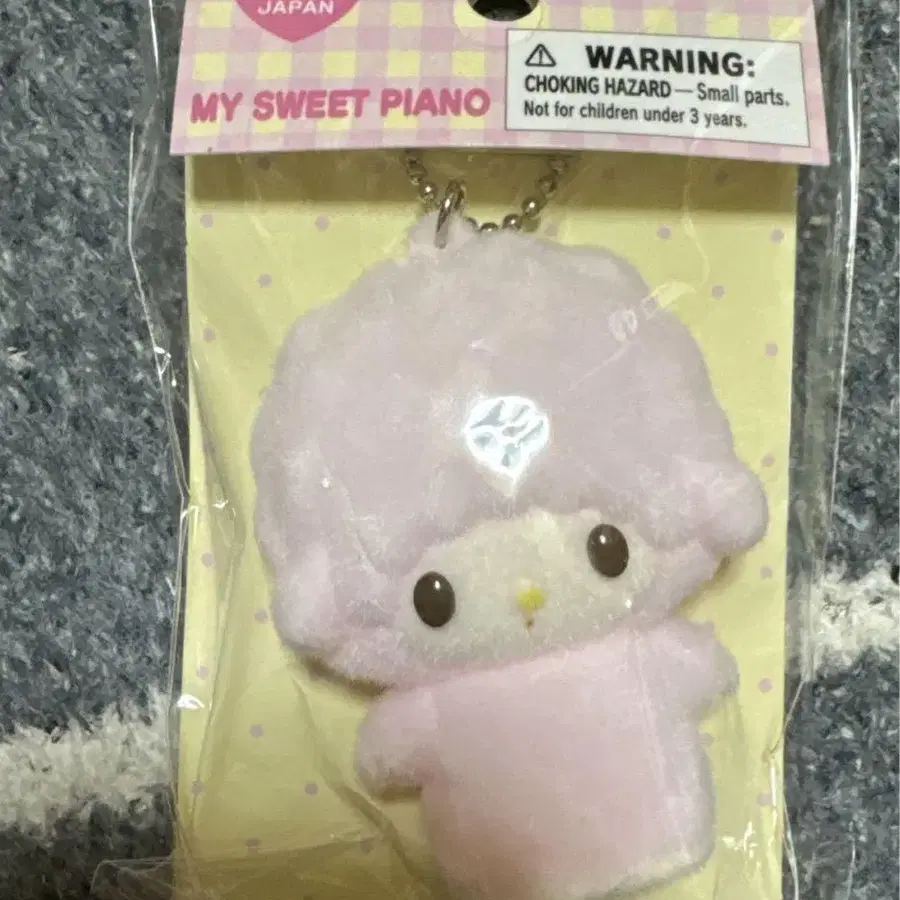 JAPAN
MY SWEET PIANO
⚠ WARNING:
CHOKING HAZARD — Small parts.
Not for children under 3 years.